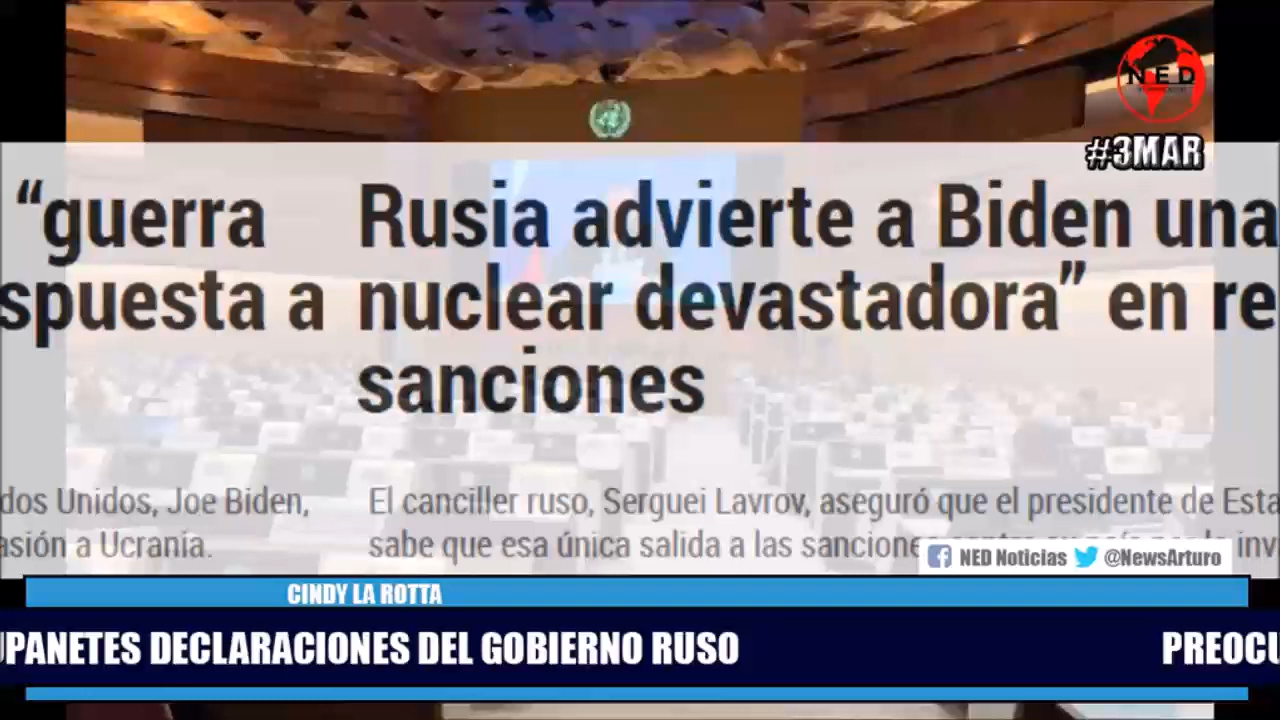 NED
#3MAR
“guerra
spuesta a
Rusia advierte a Biden una
nuclear devastadora” en re
sanciones
dos Unidos, Joe Biden,
asión a Ucrania.
El canciller ruso, Serguei Lavrov, aseguró que el presidente de Esta
sabe que esa única salida a las sancione
inv
NED Noticias @NewsArturo
CINDY LA ROTTA
UPANETES DECLARACIONES DEL GOBIERNO RUSO
PREOCU